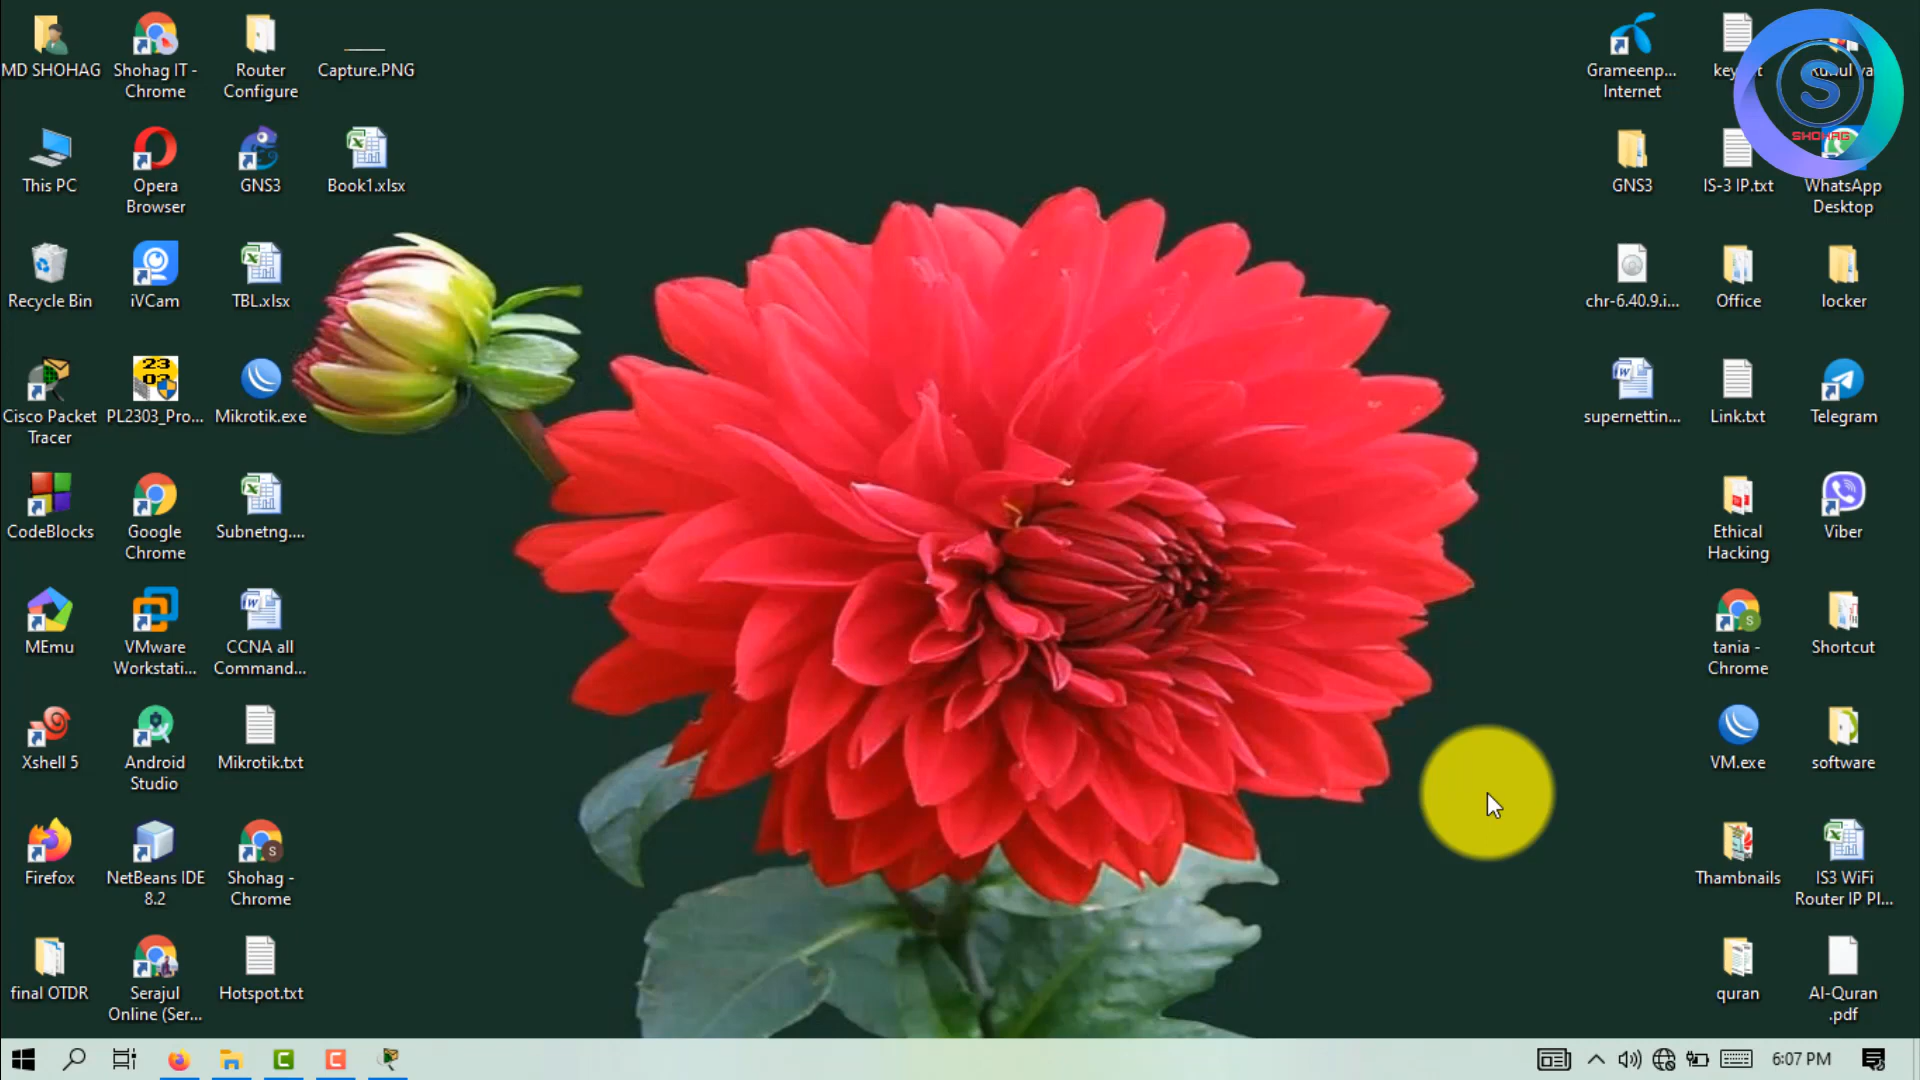 MD SHOHAG
Shohag IT -
Chrome
Router
Configure
Capture.PNG
This PC
Opera
Browser
GNS3
Book1.xlsx
Recycle Bin
iVCam
TBL.xlsx
Cisco Packet
Tracer
PL2303_Pro...
23
03
Mikrotik.exe
CodeBlocks
Google
Chrome
Subnetng....
MEmu
VMware
Workstati...
CCNA all
Command...
Xshell 5
Android
Studio
Mikrotik.txt
Firefox
NetBeans IDE
8.2
Shohag -
Chrome
final OTDR
Serajul
Online (Ser...
Hotspot.txt
Grameenp...
Internet
S
SHOHAG
GNS3
IS-3 IP.txt
WhatsApp
Desktop
chr-6.40.9.i...
Office
locker
supernettin...
Link.txt
Telegram
Ethical
Hacking
Viber
tania -
Chrome
Shortcut
VM.exe
software
Thumbnails
IS3 WiFi
Router IP Pl...
quran
Al-Quran
.pdf
6:07 PM